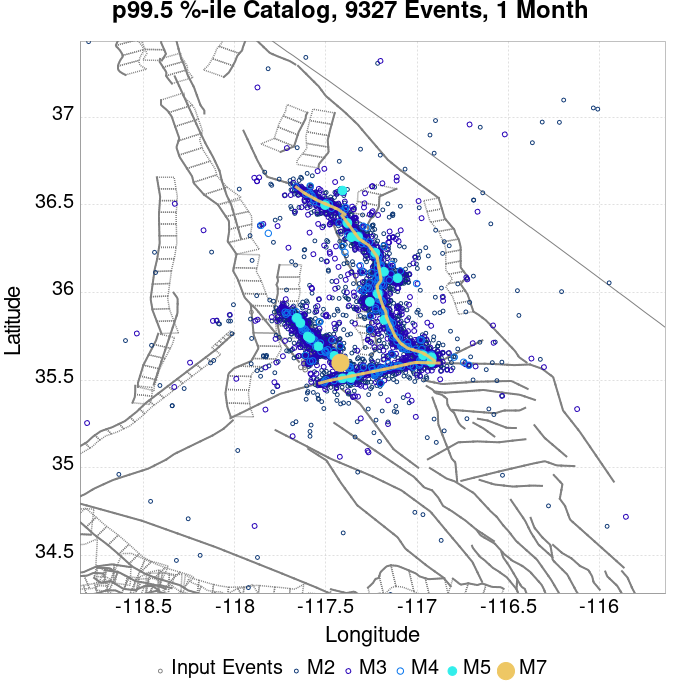 p99.5 %-ile Catalog, 9327 Events, 1 Month
37
36.5
36
35.5
35
34.5
Latitude
-118.5 -118 -117.5 -117 -116.5 -116
Longitude
Input Events M2 M3 M4 M5 M7